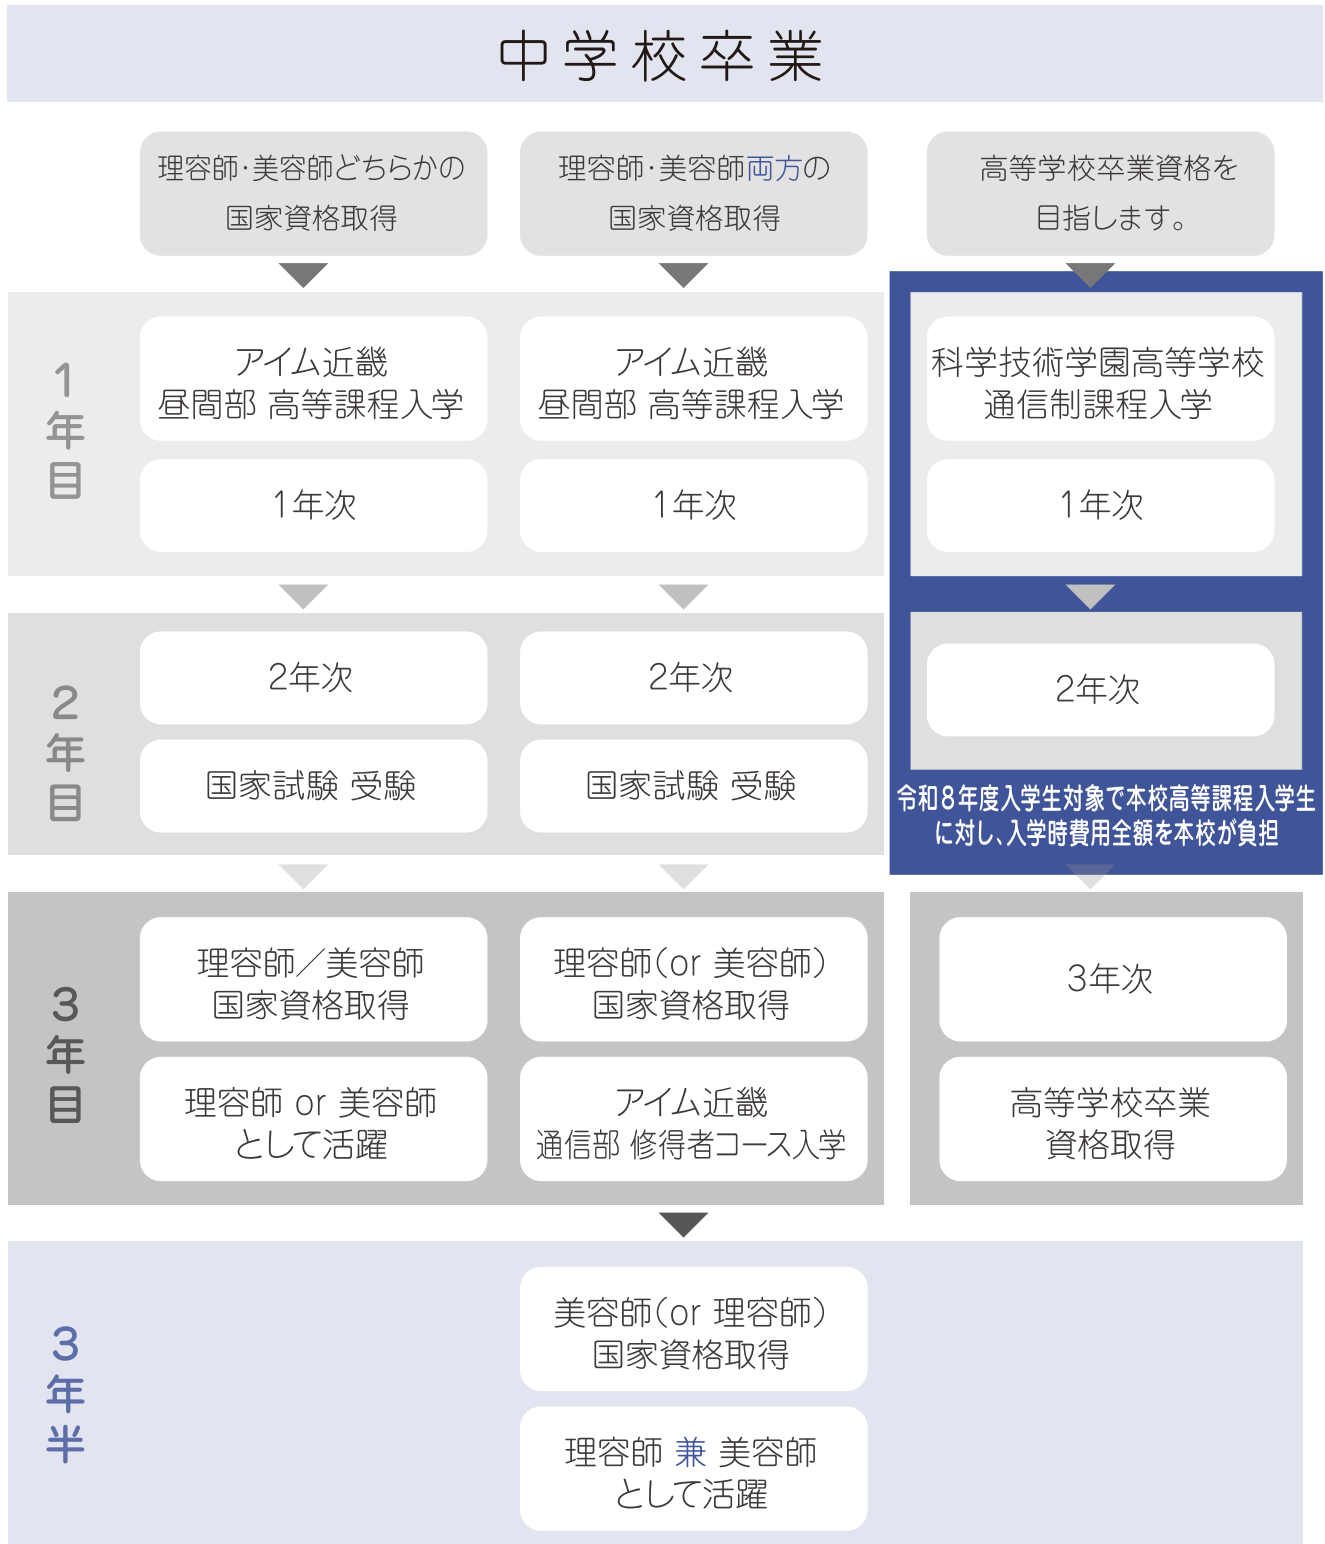 中学校卒業
理容師・美容師どちらかの
国家資格取得
理容師・美容師両方の
国家資格取得
高等学校卒業資格を
目指します。
1年目
アイム近畿
昼間部 高等課程入学
1年次
アイム近畿
昼間部 高等課程入学
1年次
科学技術学園高等学校
通信制課程入学
1年次
2年目
2年次
国家試験 受験
2年次
国家試験 受験
2年次
令和8年度入学生対象で本校高等課程入学生
に対し、入学時費用全額を本校が負担
3年目
理容師／美容師
国家資格取得
理容師 or 美容師
として活躍
理容師(or 美容師)
国家資格取得
アイム近畿
通信部 修得者コース入学
3年次
高等学校卒業
資格取得
3年半
美容師(or 理容師)
国家資格取得
理容師 兼 美容師
として活躍